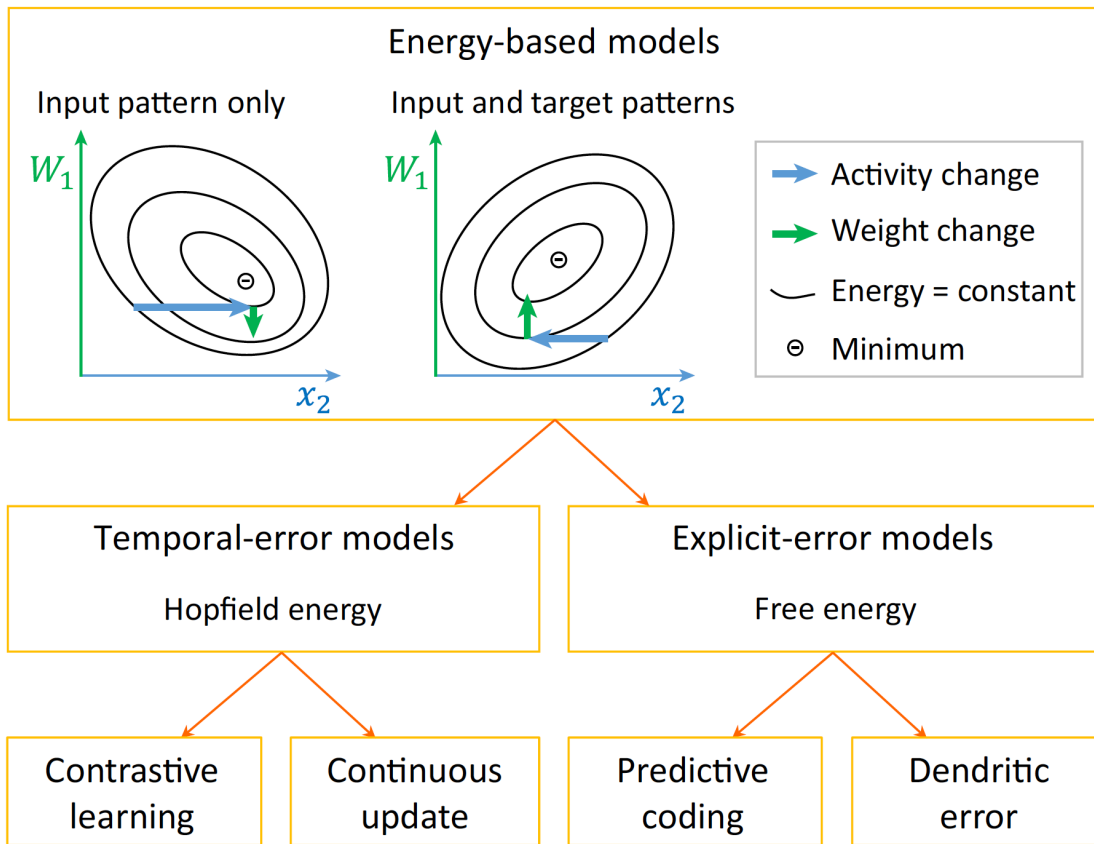 Energy-based models
Input pattern only
Input and target patterns
W₁
x₂
W₁
x₂
Activity change
Weight change
Energy = constant
Minimum
Temporal-error models
Hopfield energy
Explicit-error models
Free energy
Contrastive
learning
Continuous
update
Predictive
coding
Dendritic
error